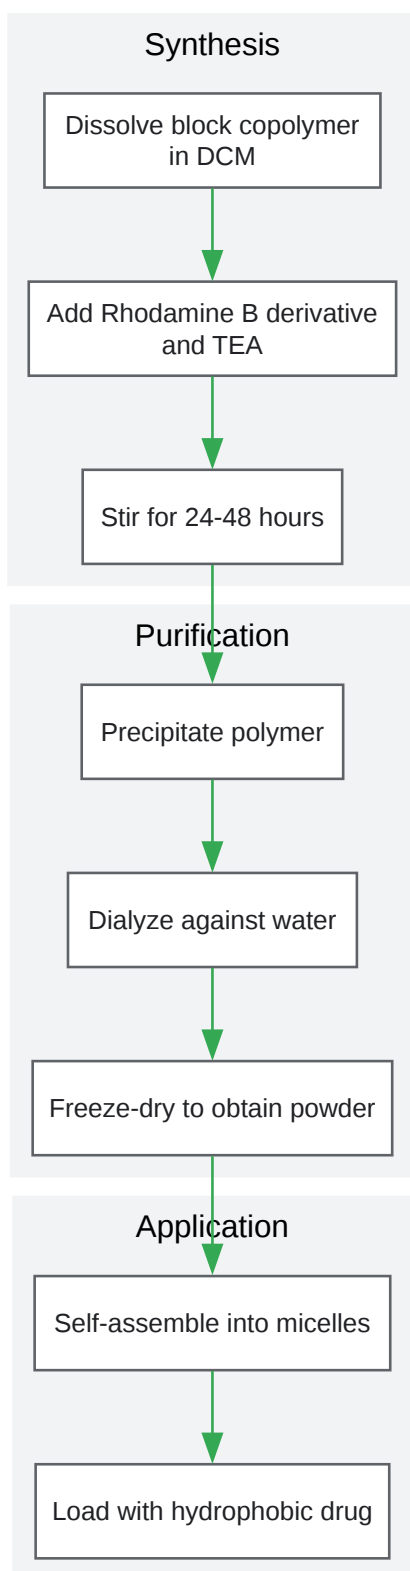 Synthesis
Dissolve block copolymer
in DCM
Add Rhodamine B derivative
and TEA
Stir for 24-48 hours
Purification
Precipitate polymer
Dialyze against water
Freeze-dry to obtain powder
Application
Self-assemble into micelles
Load with hydrophobic drug